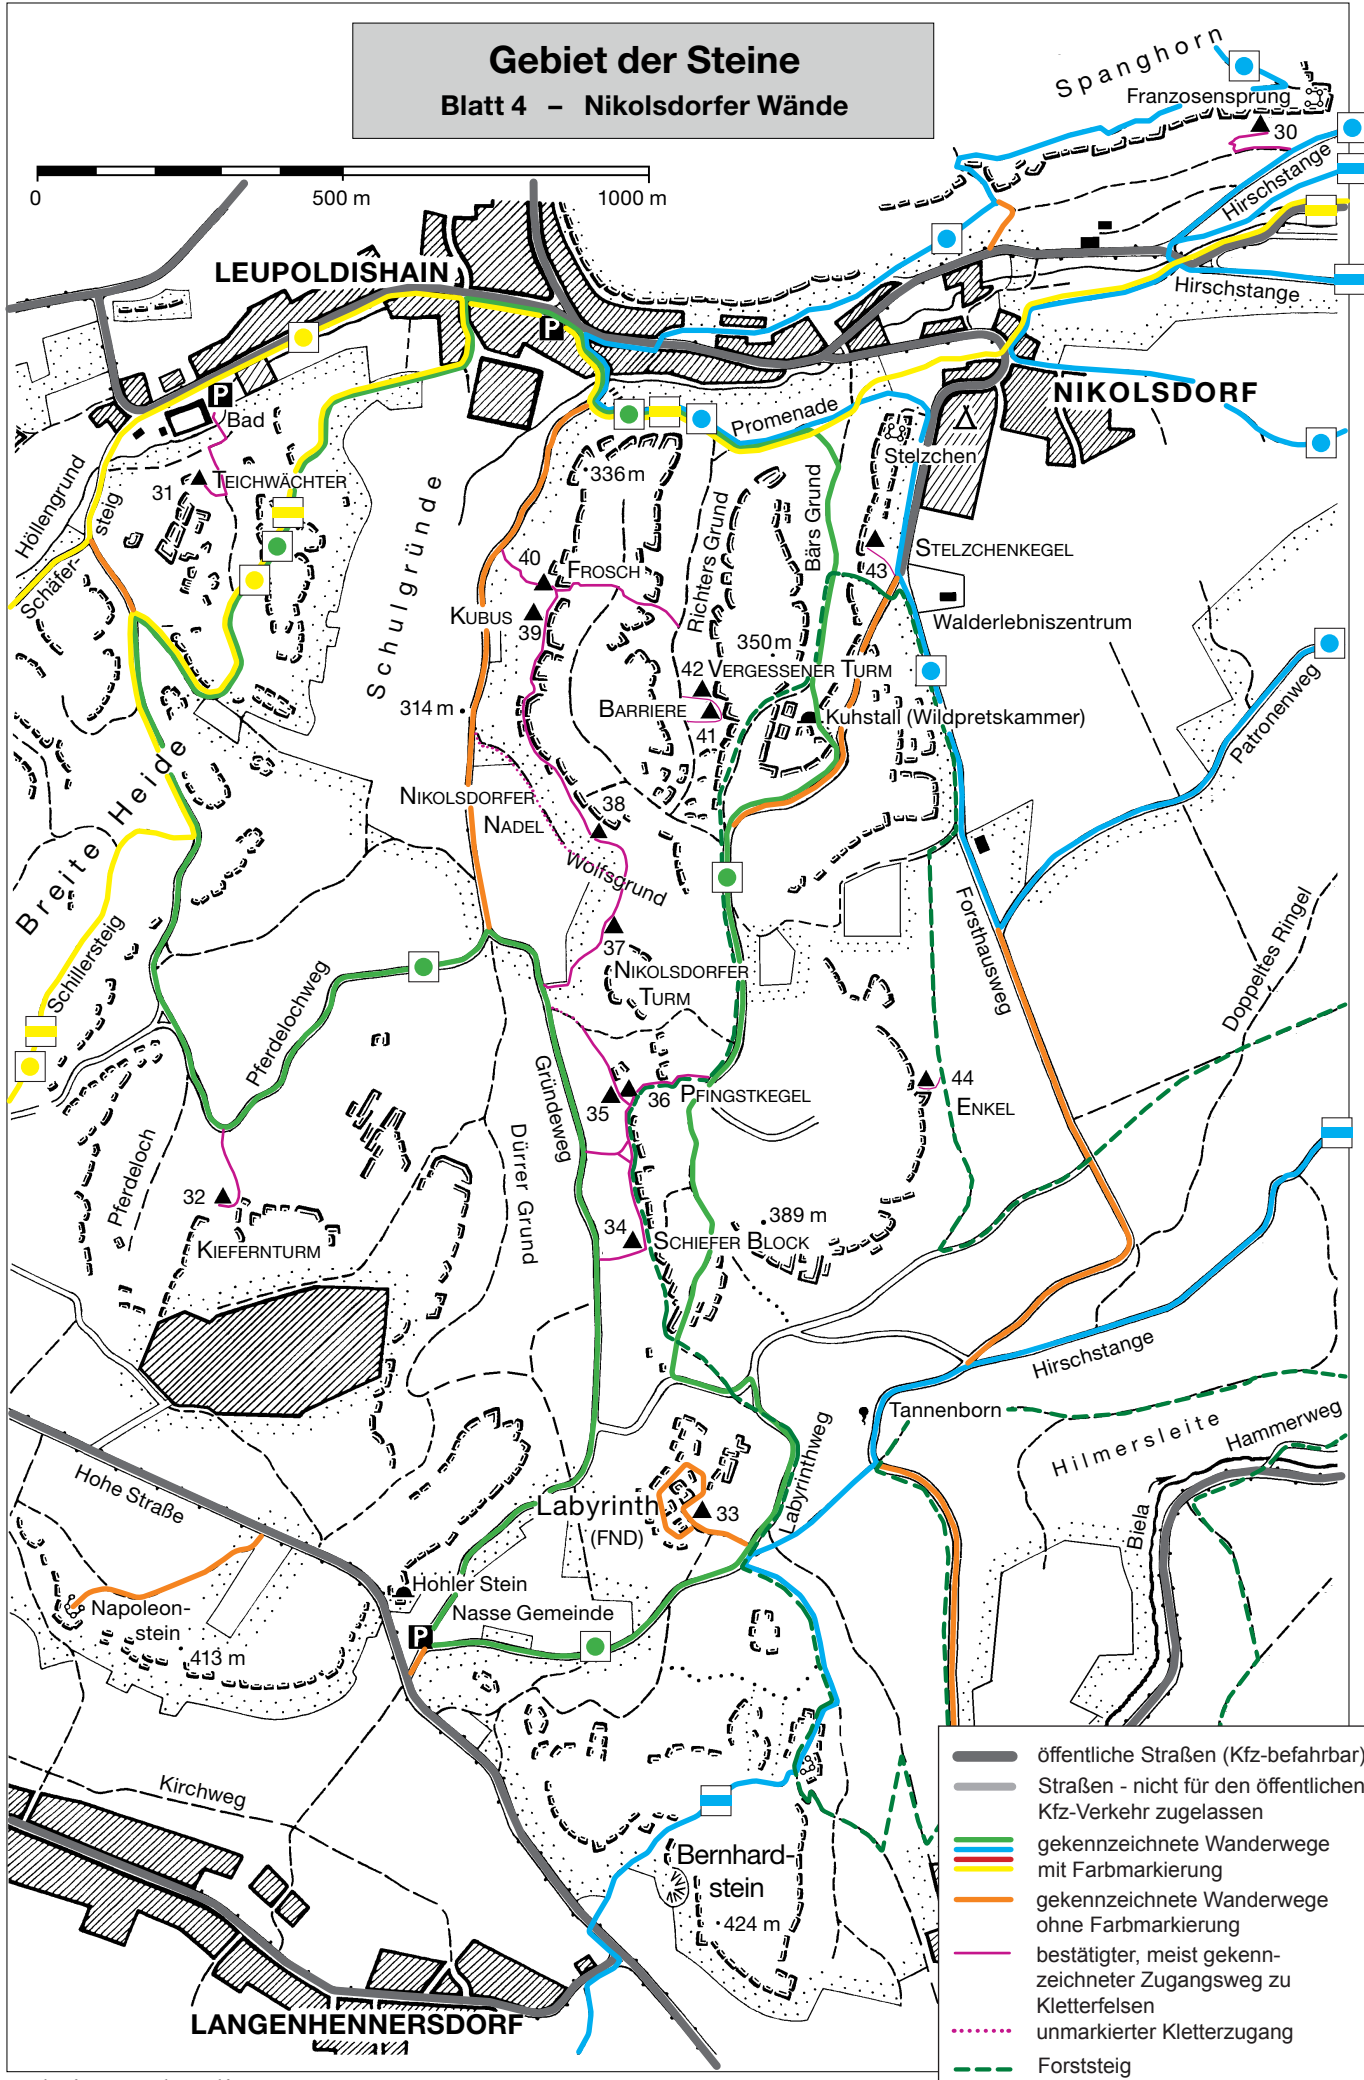 Gebiet der Steine
Blatt 4 – Nikolsdorfer Wände
0
500 m
1000 m
Spanghorn
Franzosensprung
30
Hirschstange
Hirschstange
LEUPOLDISHAIN
P
P
Bad
NIKOLSDORF
Promenade
Stelzchen
Höllengrund
Schäfersteig
31
TEICHWÄCHTER
Schulgründe
336 m
Richters Grund
Bärs Grund
STELZCHENKEGEL
43
40
FROSCH
KUBUS
39
Walderlebniszentrum
350 m
42 VERGESSENER TURM
BARRIERE
41
Kuhstall (Wildpretskammer)
314 m
Patronenweg
Breite Heide
NIKOLSDORFER
NADEL
38
Wolfsgrund
Schillersteig
37
NIKOLSDORFER
TURM
Forsthausweg
Doppeltes Ringel
Pferdelochweg
Gründeweg
35
36
PFINGSTKEGEL
44
ENKEL
Pferdeloch
Dürrer Grund
32
KIEFERNTURM
34
SCHIEFER BLOCK
389 m
Hirschstange
Tannenborn
Hilmersleite
Hammerweg
Hohe Straße
Labyrinth
(FND)
33
Labyrinthweg
Biela
Hohler Stein
Nasse Gemeinde
P
Napoleon-
stein
413 m
Kirchweg
Bernhard-
stein
424 m
LANGENHENNERSDORF
öffentliche Straßen (Kfz-befahrbar)
Straßen - nicht für den öffentlichen
Kfz-Verkehr zugelassen
gekennzeichnete Wanderwege
mit Farbmarkierung
gekennzeichnete Wanderwege
ohne Farbmarkierung
bestätigter, meist gekenn-
zeichneter Zugangsweg zu
Kletterfelsen
unmarkierter Kletterzugang
Forststeig